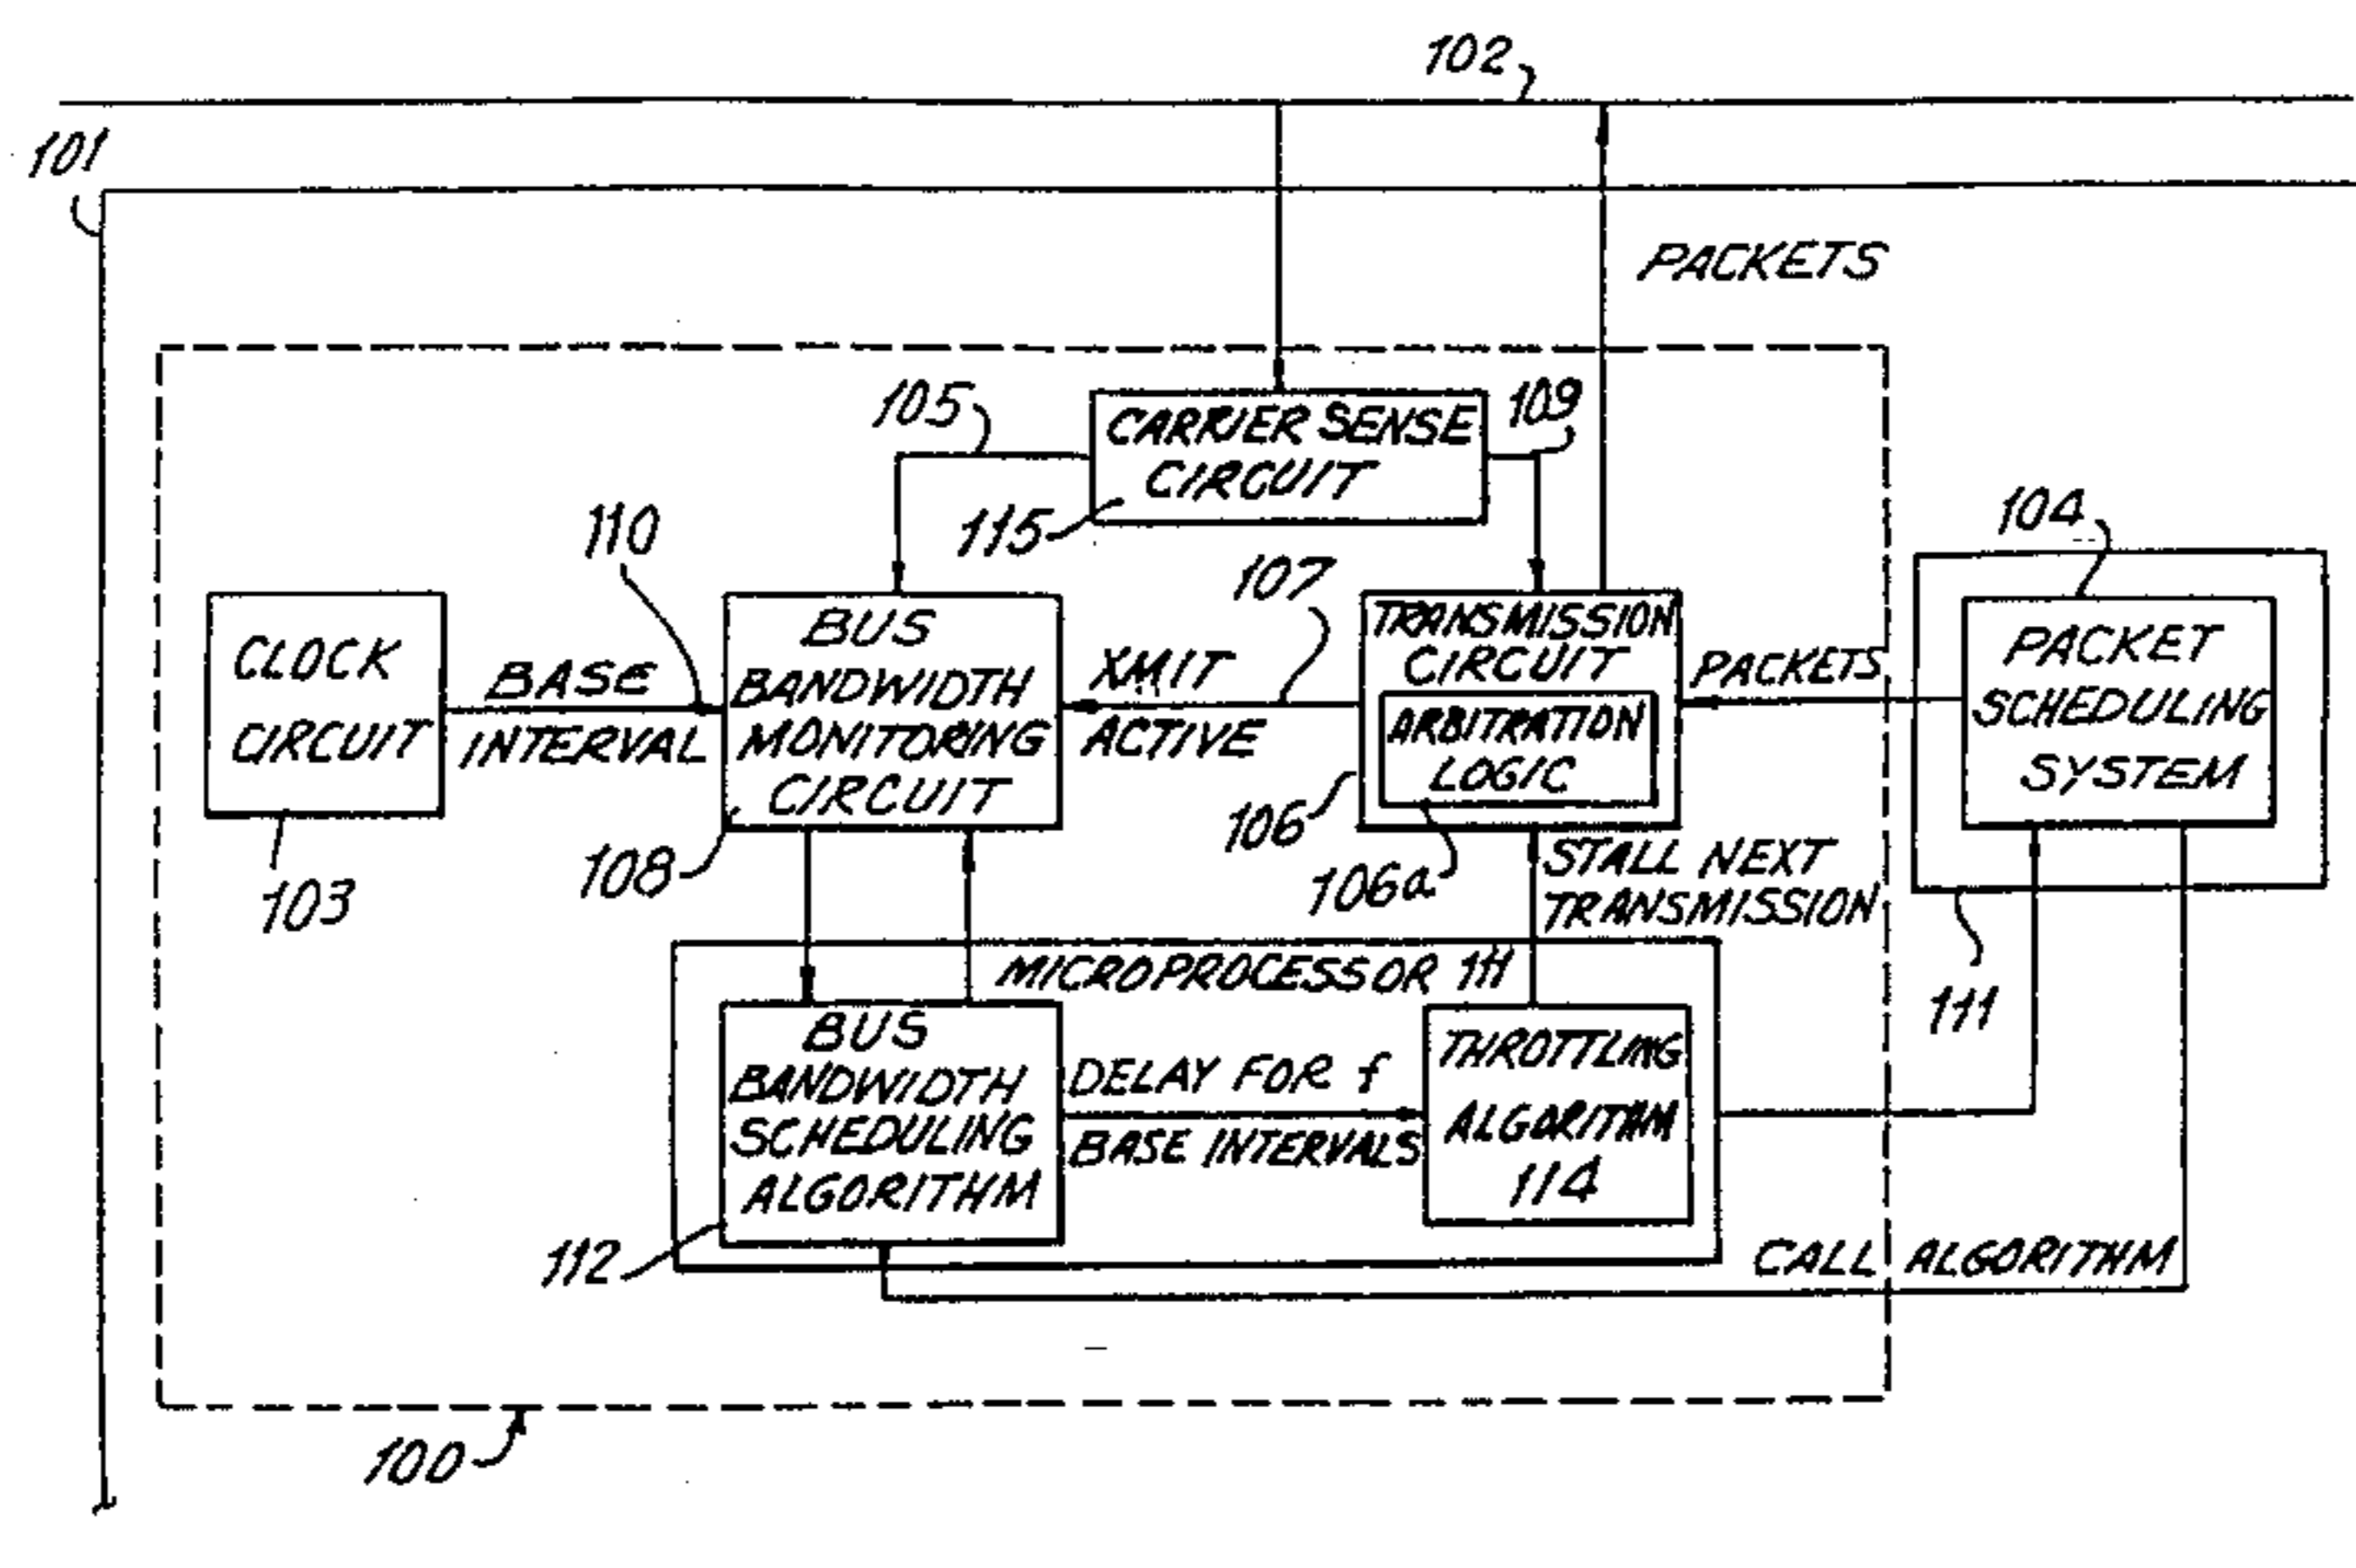 102
101
PACKETS
105
CARRIER SENSE
CIRCUIT
109
115
110
107
104
CLOCK
CIRCUIT
BASE
INTERVAL
BUS
BANDWIDTH
MONITORING
CIRCUIT
XMIT
ACTIVE
TRANSMISSION
CIRCUIT
ARBITRATION
LOGIC
PACKETS
PACKET
SCHEDULING
SYSTEM
103
108
106
106a
STALL NEXT
TRANSMISSION
111
MICROPROCESSOR
BUS
BANDWIDTH
SCHEDULING
ALGORITHM
DELAY FOR f
BASE INTERVALS
THROTTLING
ALGORITHM
114
112
CALL ALGORITHM
100